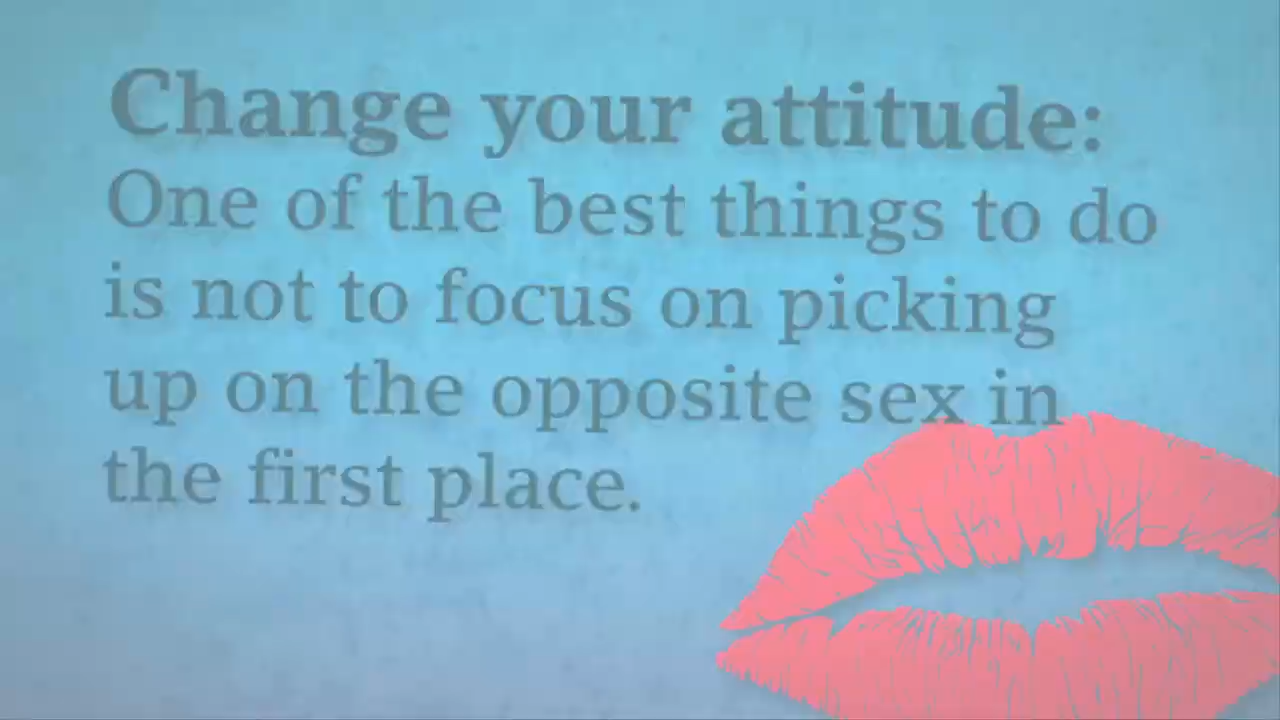 Change your attitude:
One of the best things to do
is not to focus on picking
up on the opposite sex in
the first place.